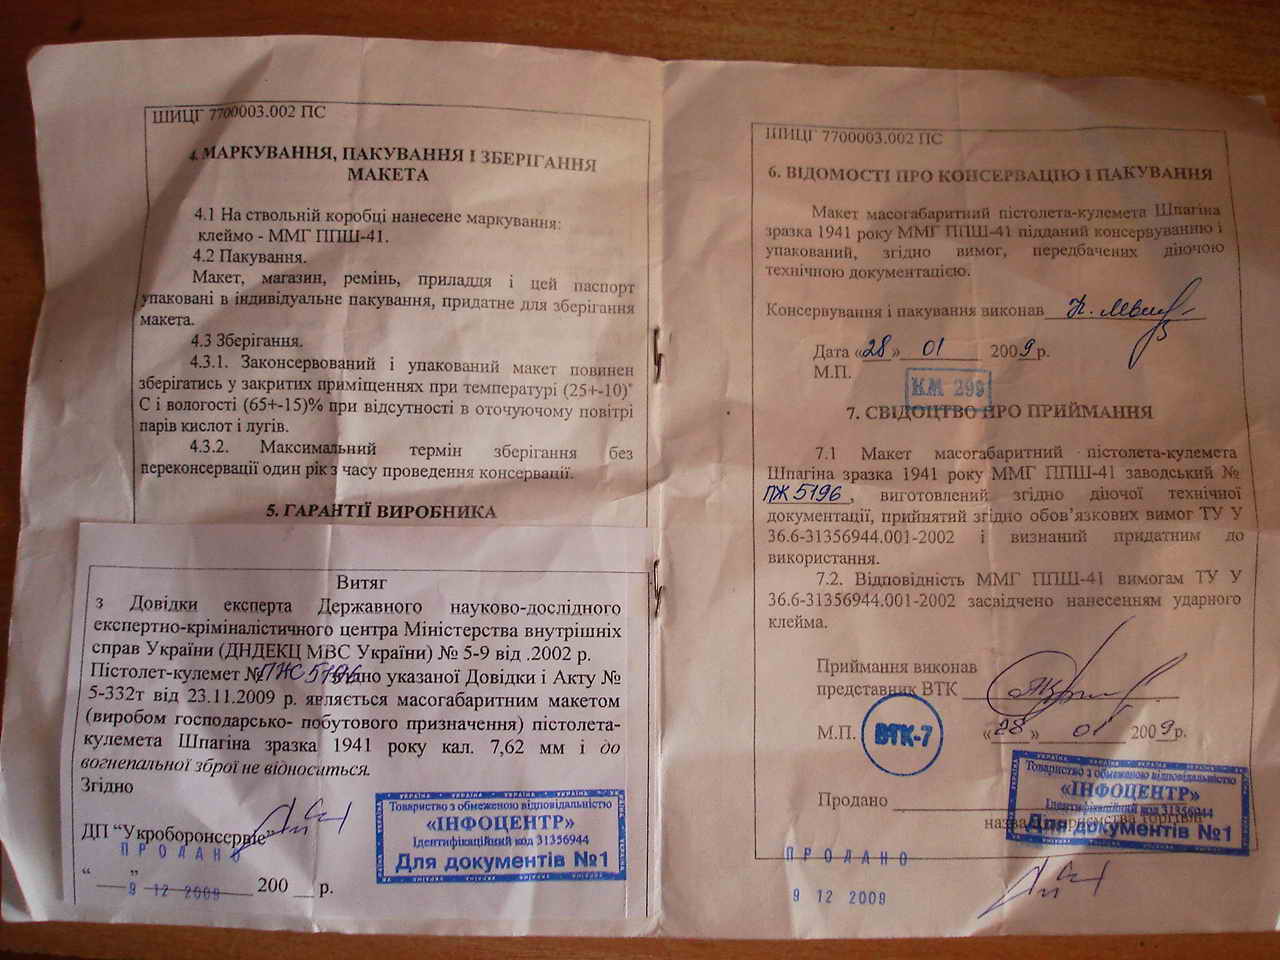 ШИЦГ 7700003.002 ПС
4. МАРКУВАННЯ, ПАКУВАННЯ І ЗБЕРІГАННЯ
МАКЕТА
4.1 На ствольній коробці нанесене маркування:
клеймо - ММГ ППШ-41.
4.2 Пакування.
Макет, магазин, ремінь, приладдя і цей паспорт
упаковані в індивідуальне пакування, придатне для зберігання
макета.
4.3 Зберігання.
4.3.1. Законсервований і упакований макет повинен
зберігатись у закритих приміщеннях при температурі (25+-10)°
С і вологості (65+-15)% при відсутності в оточуючому повітрі
парів кислот і лугів.
4.3.2. Максимальний термін зберігання без
переконсервації один рік з часу проведення консервації.
5. ГАРАНТІЇ ВИРОБНИКА
Витяг
з Довідки експерта Державного науково-дослідного
експертно-криміналістичного центра Міністерства внутрішніх
справ України (ДНДЕКЦ МВС України) № 5-9 від .2002 р.
Пістолет-кулемет № ПЖ5196 указаної Довідки і Акту №
5-332т від 23.11.2009 р. являється масогабаритним макетом
(виробом господарсько- побутового призначення) пістолета-
кулемета Шпагіна зразка 1941 року кал. 7,62 мм і до
вогнепальної зброї не відноситься.
Згідно
ДП “Укроборонсервіс”
ПРОДАНО
“ ” 9 12 2009 200 р.
УКРАЇНА
Товариство з обмеженою відповідальністю
«ІНФОЦЕНТР»
Ідентифікаційний код 31356944
Для документів №1
ШИЦГ 7700003.002 ПС
6. ВІДОМОСТІ ПРО КОНСЕРВАЦІЮ І ПАКУВАННЯ
Макет масогабаритний пістолета-кулемета Шпагіна
зразка 1941 року ММГ ППШ-41 підданий консервуванню і
упакований, згідно вимог, передбачених діючою
технічною документацією.
Консервування і пакування виконав
Дата «28» 01 2009 р.
М.П.
КМ 299
7. СВІДОЦТВО ПРО ПРИЙМАННЯ
7.1 Макет масогабаритний пістолета-кулемета
Шпагіна зразка 1941 року ММГ ППШ-41 заводський №
ПЖ5196, виготовлений згідно діючої технічної
документації, прийнятий згідно обов’язкових вимог ТУ У
36.6-31356944.001-2002 і визнаний придатним до
використання.
7.2. Відповідність ММГ ППШ-41 вимогам ТУ У
36.6-31356944.001-2002 засвідчено нанесенням ударного
клейма.
Приймання виконав
представник ВТК
М.П. ВТК-7 «28» 01 2009р.
Продано
назва підприємства торгівлі
УКРАЇНА
Товариство з обмеженою відповідальністю
«ІНФОЦЕНТР»
Ідентифікаційний код 31356944
Для документів №1
ПРОДАНО
9 12 2009